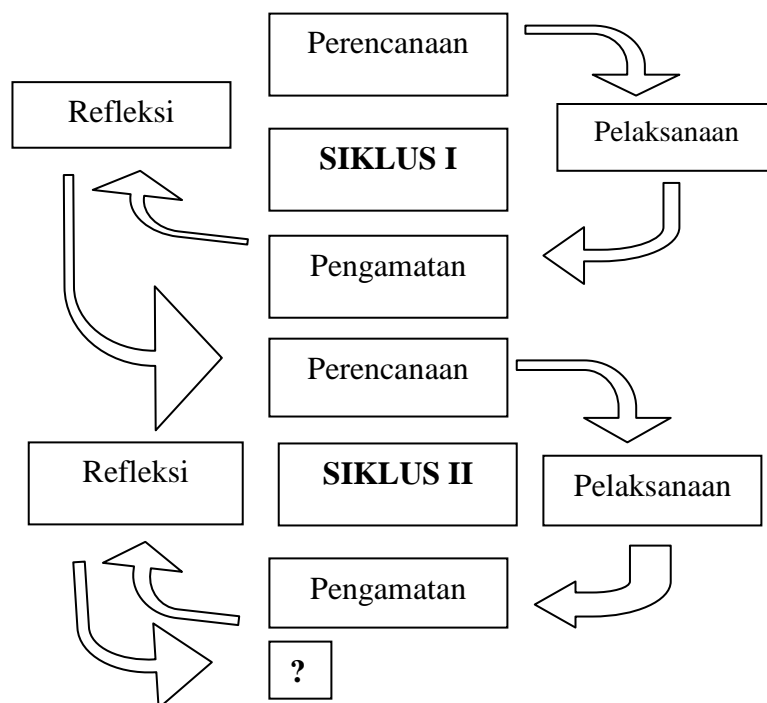 Perencanaan
Refleksi
Pelaksanaan
SIKLUS I
Pengamatan
Perencanaan
Refleksi
SIKLUS II
Pelaksanaan
Pengamatan
?